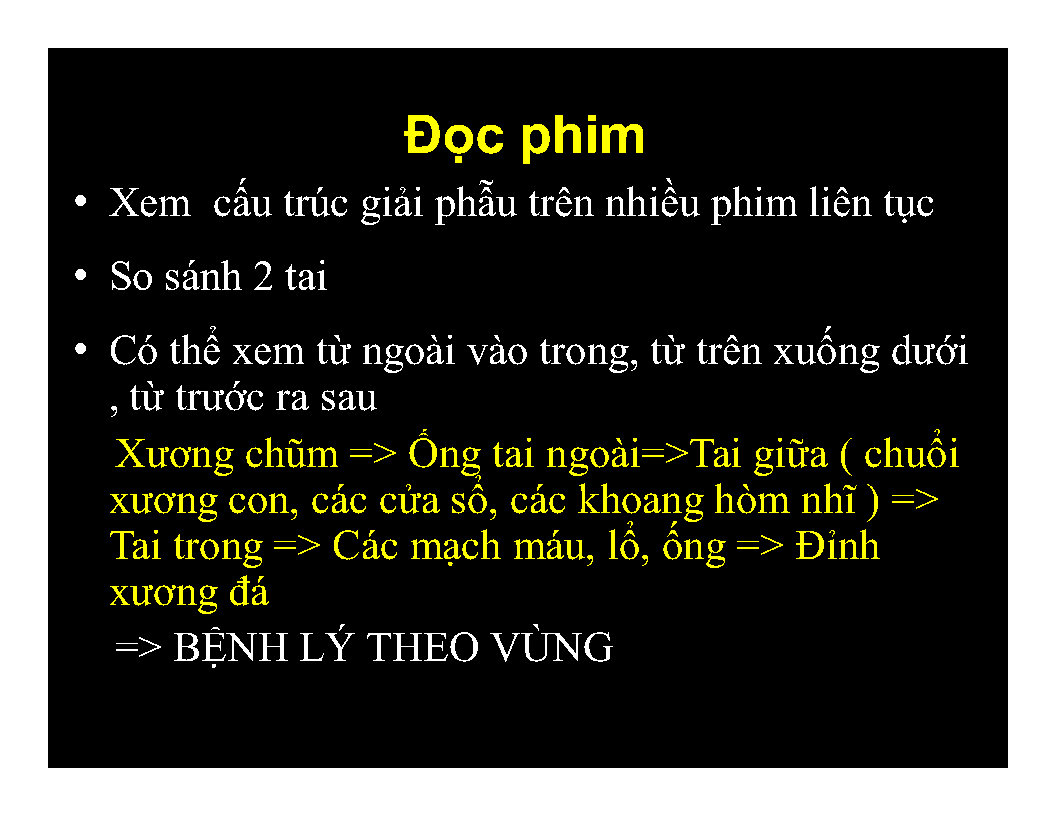 Đọc phim
• Xem cấu trúc giải phẫu trên nhiều phim liên tục
• So sánh 2 tai
• Có thể xem từ ngoài vào trong, từ trên xuống dưới
, từ trước ra sau
Xương chũm => Ống tai ngoài=>Tai giữa ( chuổi
xương con, các cửa sổ, các khoang hòm nhĩ ) =>
Tai trong => Các mạch máu, lổ, ống => Đỉnh
xương đá
=> BỆNH LÝ THEO VÙNG